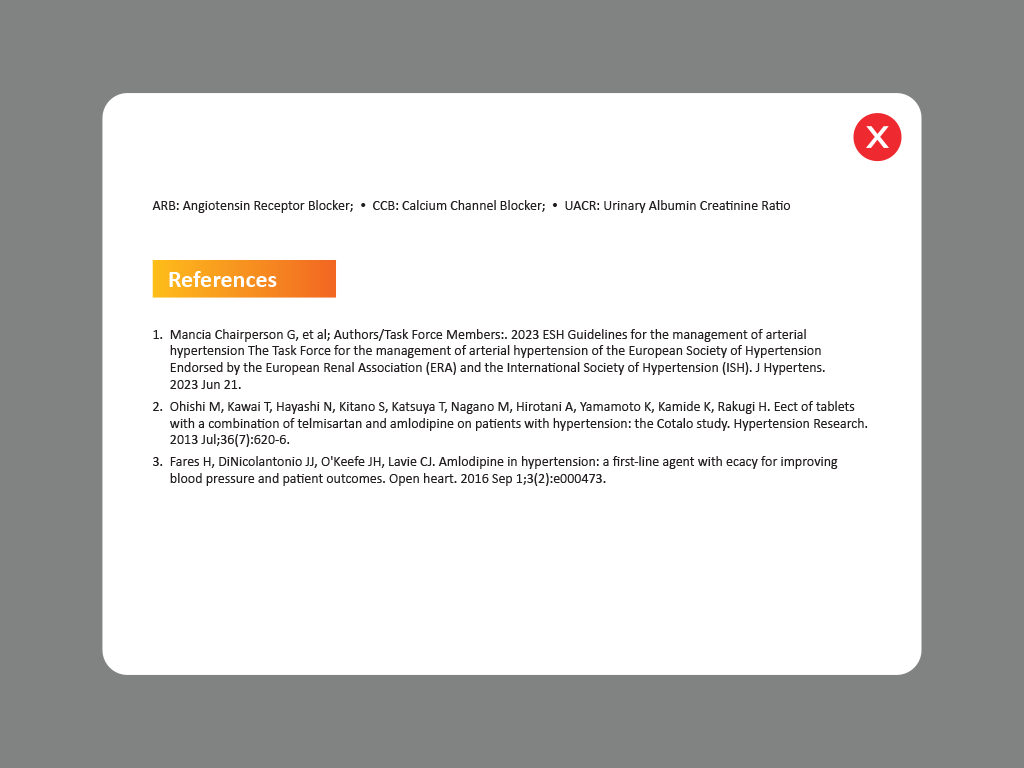 X
ARB: Angiotensin Receptor Blocker; • CCB: Calcium Channel Blocker; • UACR: Urinary Albumin Creatinine Ratio
References
1. Mancia Chairperson G, et al; Authors/Task Force Members:. 2023 ESH Guidelines for the management of arterial
hypertension The Task Force for the management of arterial hypertension of the European Society of Hypertension
Endorsed by the European Renal Association (ERA) and the International Society of Hypertension (ISH). J Hypertens.
2023 Jun 21.
2. Ohishi M, Kawai T, Hayashi N, Kitano S, Katsuya T, Nagano M, Hirotani A, Yamamoto K, Kamide K, Rakugi H. Eect of tablets
with a combination of telmisartan and amlodipine on patients with hypertension: the Cotalo study. Hypertension Research.
2013 Jul;36(7):620-6.
3. Fares H, DiNicolantonio JJ, O'Keefe JH, Lavie CJ. Amlodipine in hypertension: a first-line agent with ecacy for improving
blood pressure and patient outcomes. Open heart. 2016 Sep 1;3(2):e000473.